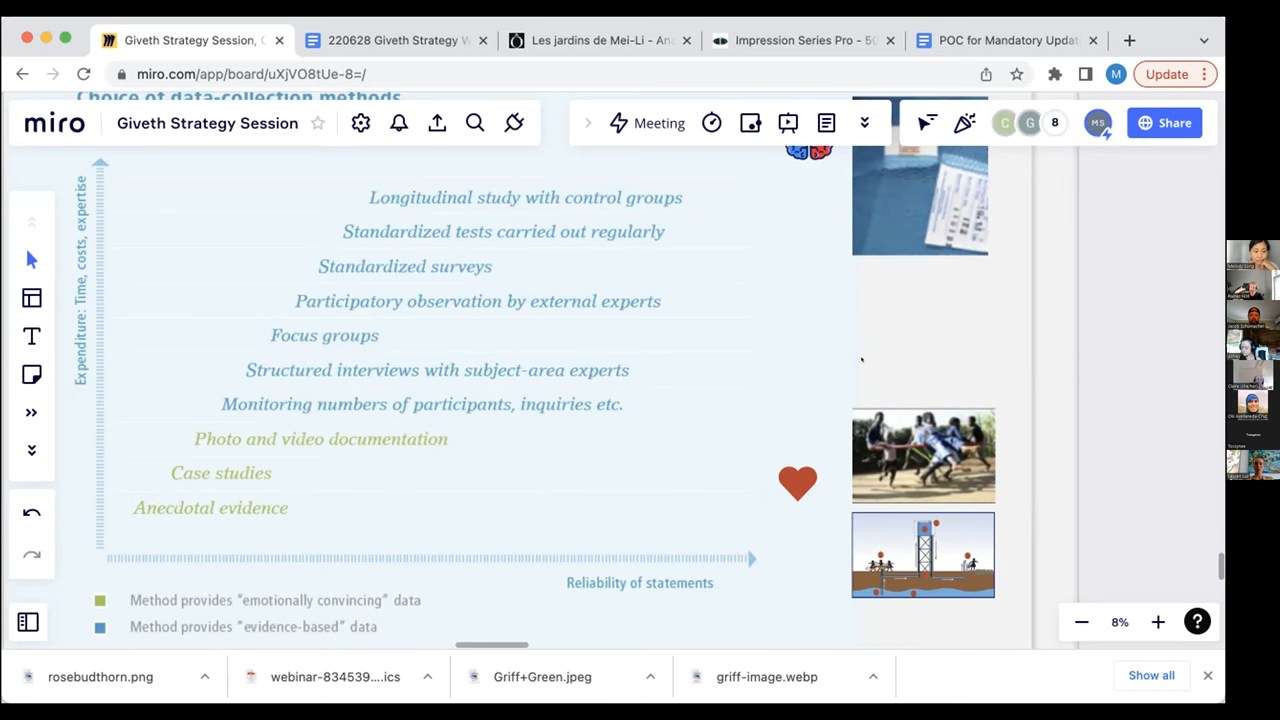 Giveth Strategy Session, G
220628 Giveth Strategy W
Les jardins de Mei-Li - An
Impression Series Pro - 50
POC for Mandatory Updat
miro.com/app/board/uXjVO8tUe-8=/
M
Update
Choice of data-collection methods
miro
Giveth Strategy Session
Meeting
C
G
8
MS
Share
Expenditure: Time, costs, expertise
Longitudinal study with control groups
Standardized tests carried out regularly
Standardized surveys
Participatory observation by external experts
Focus groups
Structured interviews with subject-area experts
Monitoring numbers of participants, inquiries etc.
Photo and video documentation
Case studies
Anecdotal evidence
Reliability of statements
Method provides "emotionally convincing" data
Method provides "evidence-based" data
8%
?
rosebudthorn.png
webinar-834539....ics
Griff+Green.jpeg
griff-image.webp
Show all